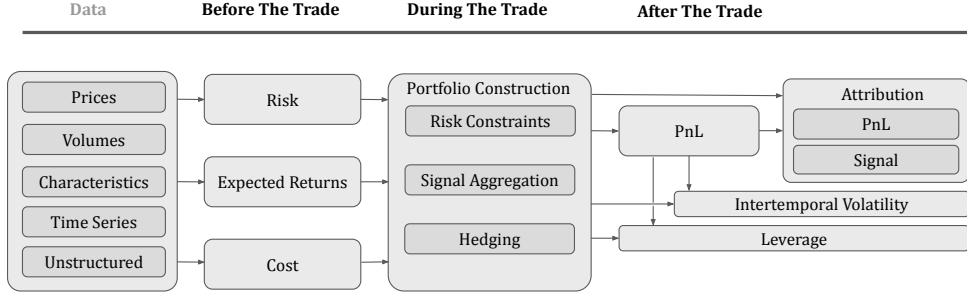 Data
Before The Trade
During The Trade
After The Trade
Prices
Volumes
Characteristics
Time Series
Unstructured
Risk
Expected Returns
Cost
Portfolio Construction
Risk Constraints
Signal Aggregation
Hedging
PnL
Attribution
PnL
Signal
Intertemporal Volatility
Leverage